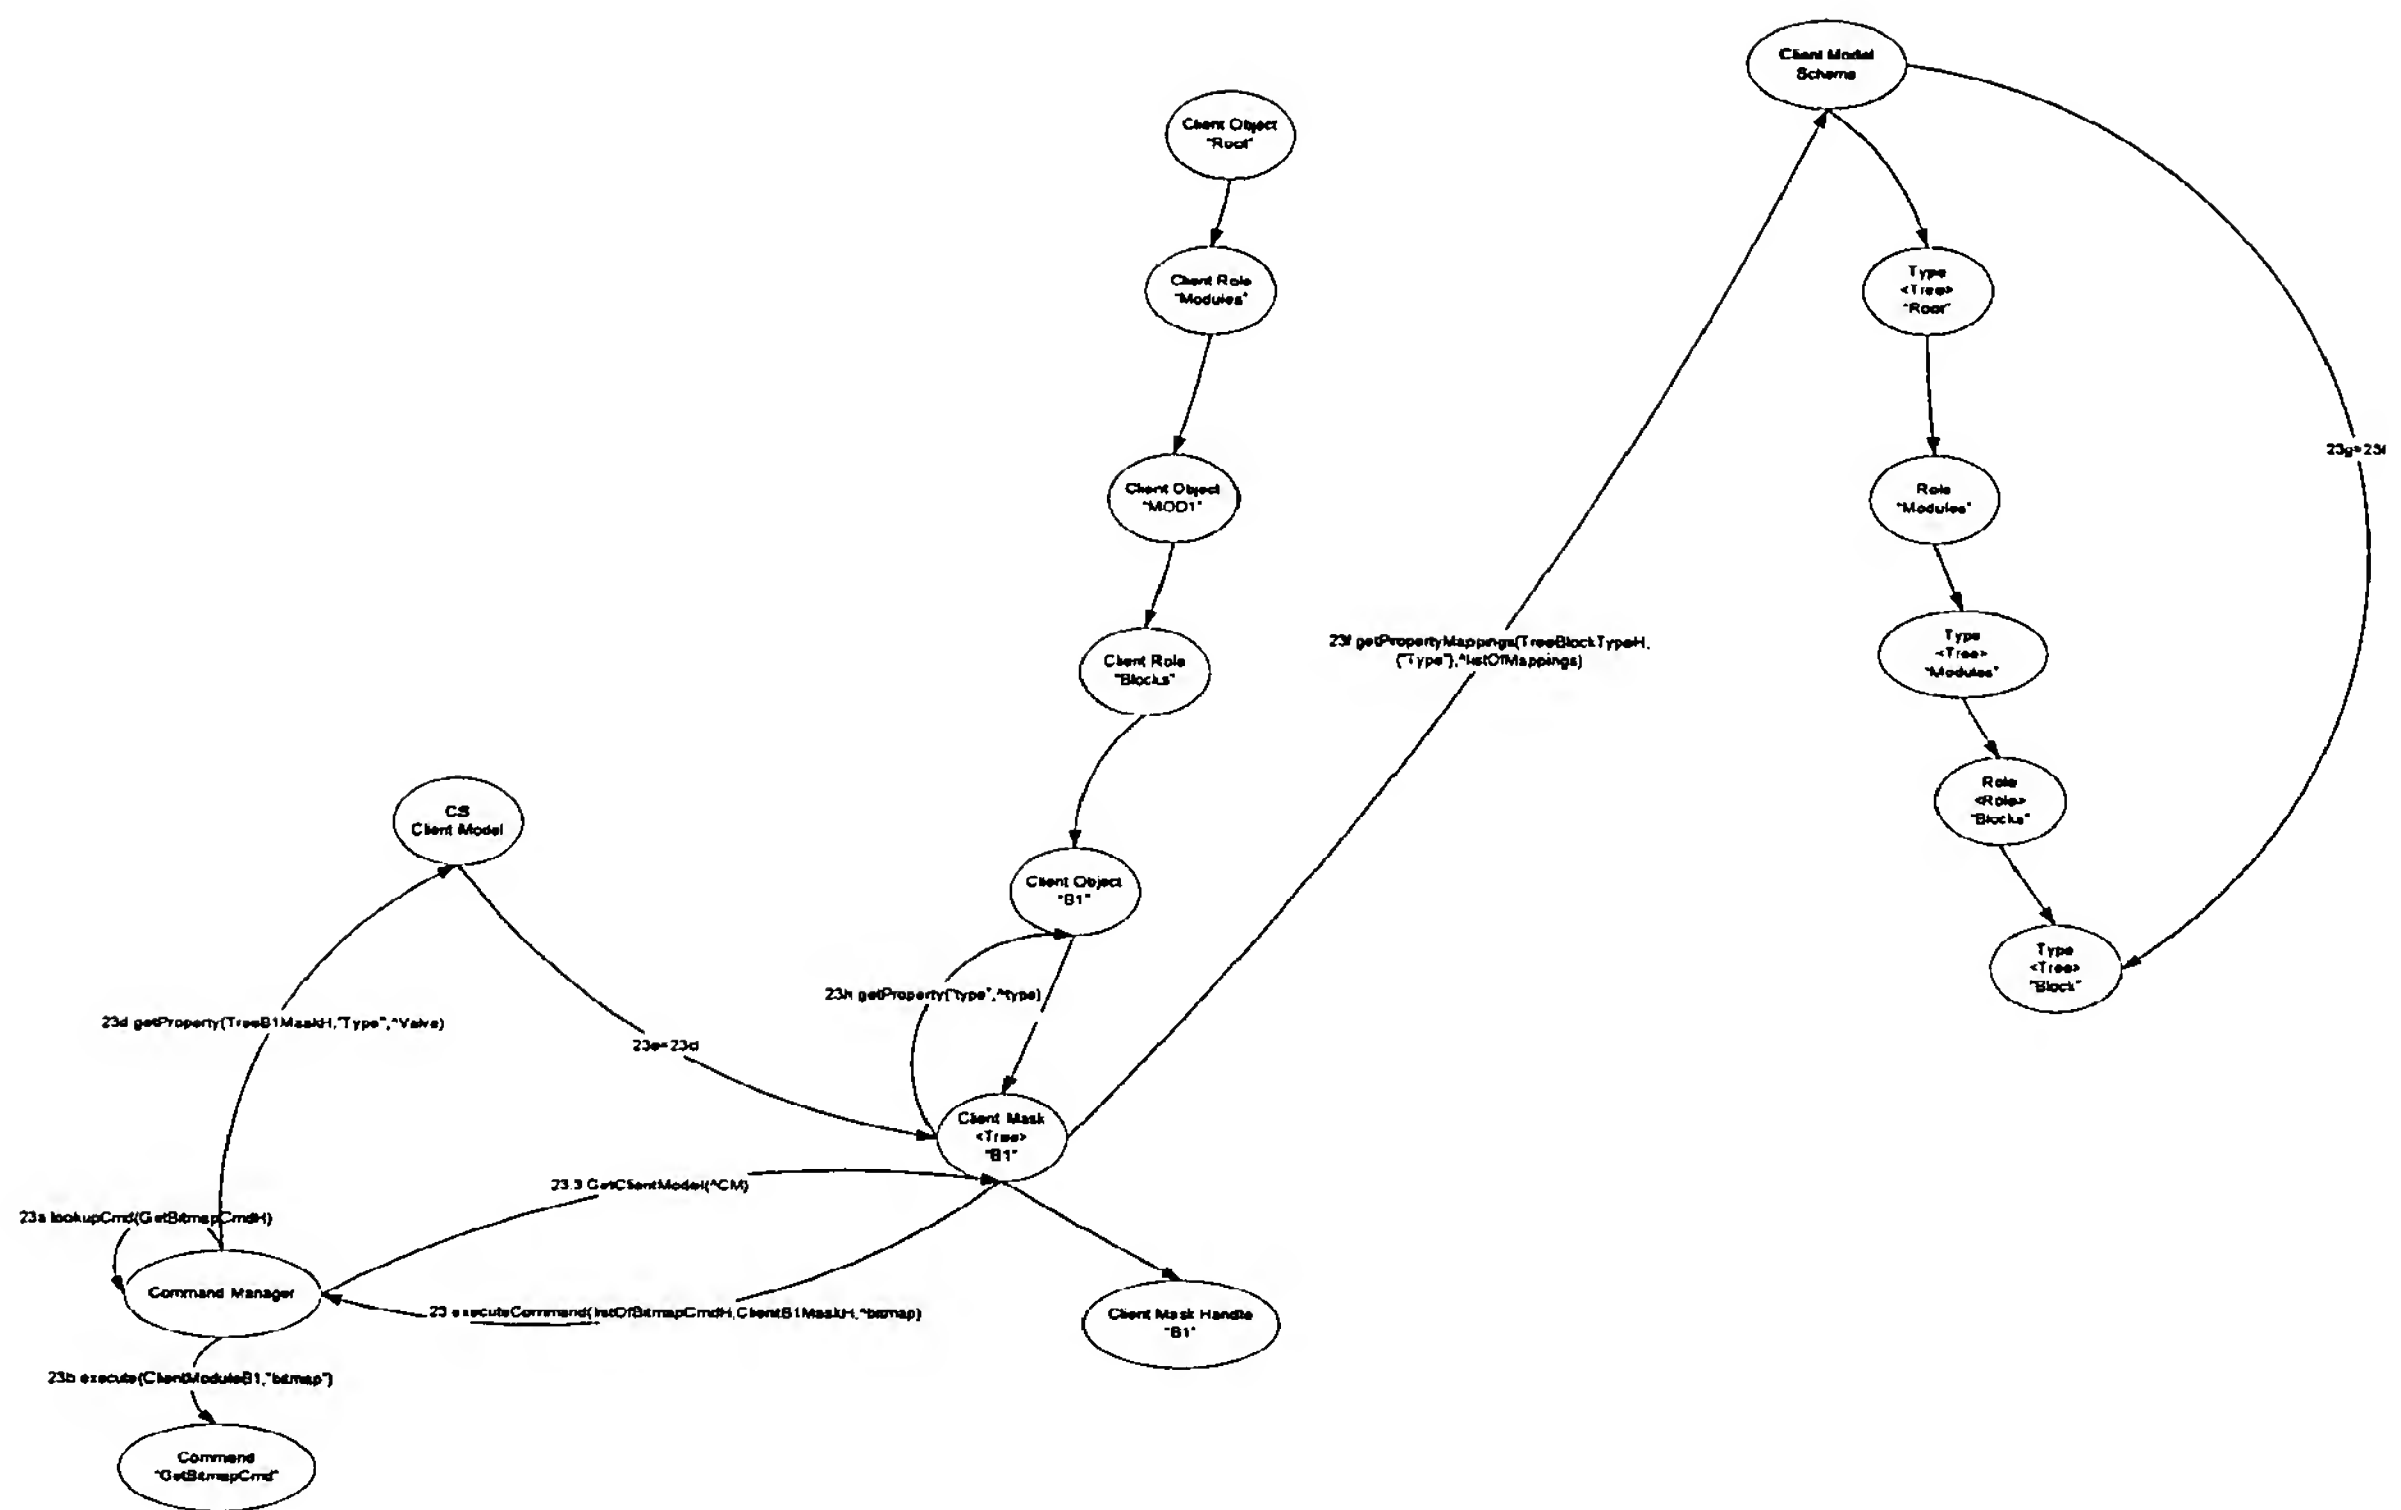 Client Model
Schema
Client Object
"Root"
Client Role
"Modules"
Type
<Tree>
"Root"
23g=23f
Client Object
"MOD1"
Role
"Modules"
23f getPropertyMappings(TreeBlockTypeH,
{"Type"},^listOfMappings)
Client Role
"Blocks"
Type
<Tree>
"Modules"
CS
Client Model
Role
<Role>
"Blocks"
Client Object
"B1"
Type
<Tree>
"Block"
23h getProperty("type",^type)
23d getProperty(TreeB1MaskH,"Type",^Valve)
23e=23d
Client Mask
<Tree>
"B1"
23.3 GetClientModel(^CM)
23a lookupCmd(GetBitmapCmdH)
Command Manager
23 executeCommand(listOfBitmapCmdH,ClientB1MaskH,^bitmap)
Client Mask Handle
"B1"
23b execute(ClientModuleB1,"bitmap")
Command
"GetBitmapCmd"